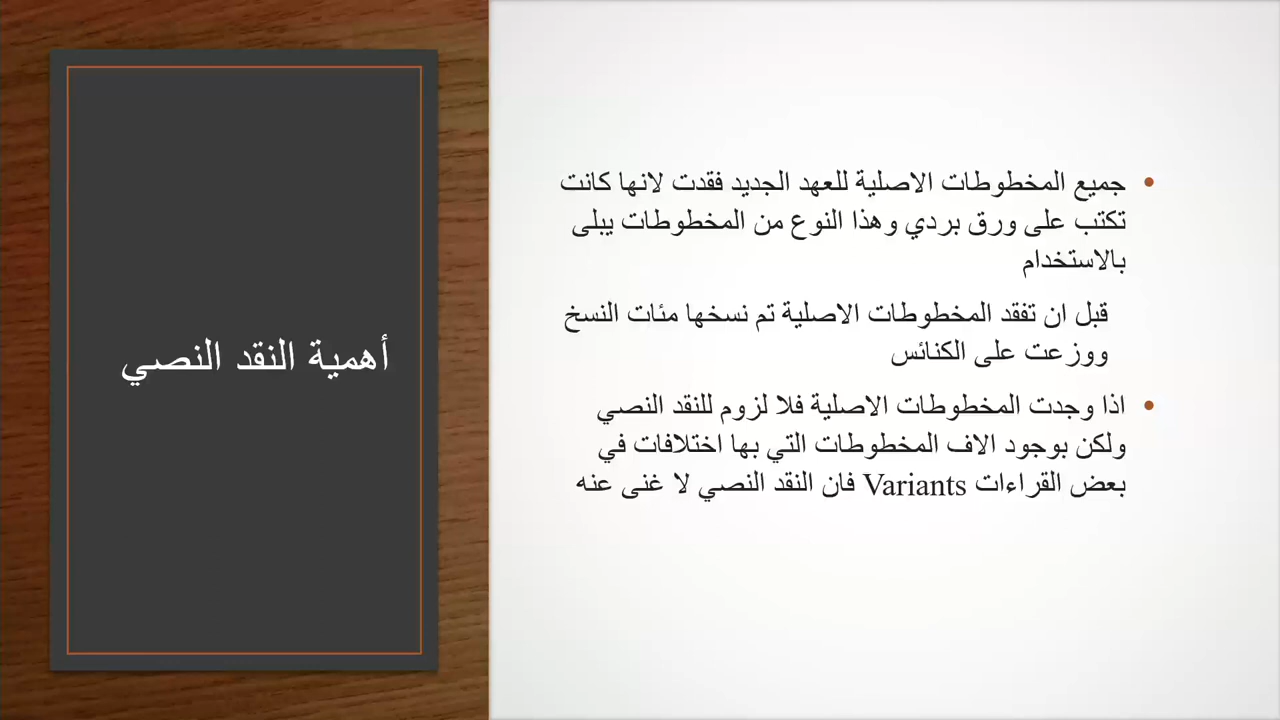 أهمية النقد النصي
جميع المخطوطات الاصلية للعهد الجديد فقدت لانها كانت
تكتب على ورق بردي وهذا النوع من المخطوطات يبلى
بالاستخدام
قبل ان تفقد المخطوطات الاصلية تم نسخها مئات النسخ
ووزعت على الكنائس
اذا وجدت المخطوطات الاصلية فلا لزوم للنقد النصي
ولكن بوجود الاف المخطوطات التي بها اختلافات في
بعض القراءات Variants فان النقد النصي لا غنى عنه